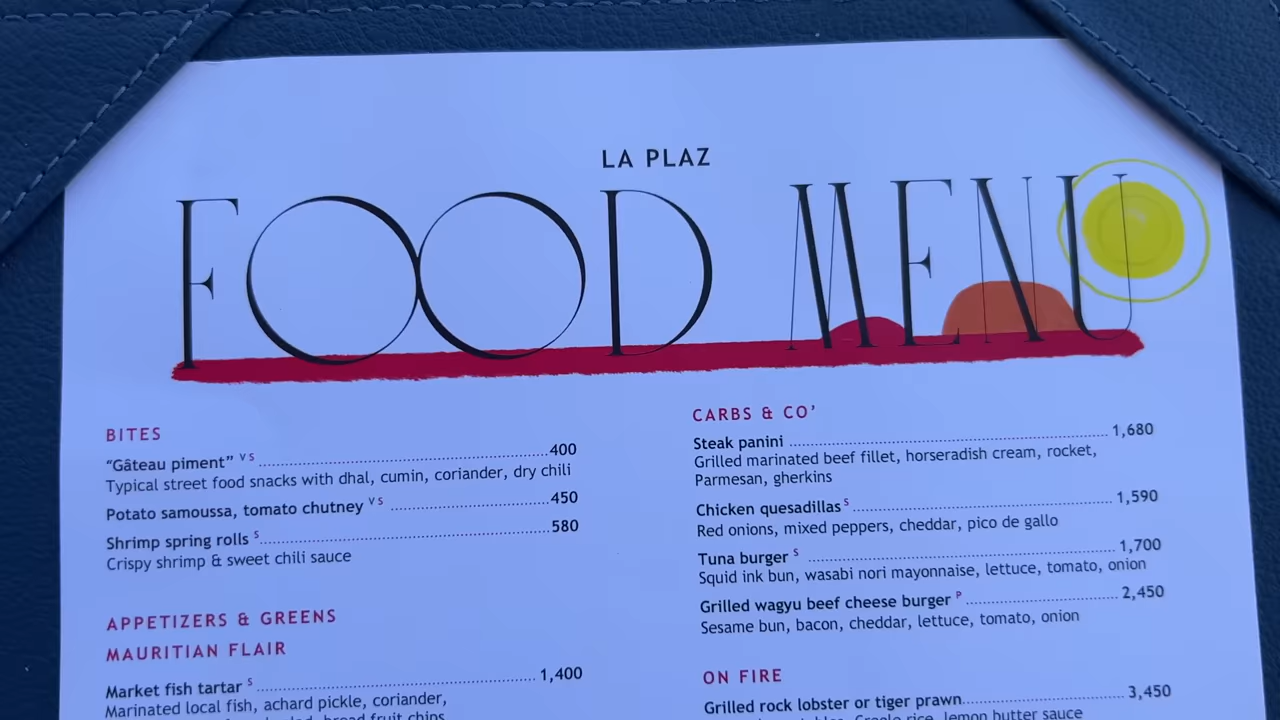 LA PLAZ
FOOD MENU
BITES
“Gâteau piment” V S ........ 400
Typical street food snacks with dhal, cumin, coriander, dry chili
Potato samoussa, tomato chutney V S ........ 450
Shrimp spring rolls S ........ 580
Crispy shrimp & sweet chili sauce
APPETIZERS & GREENS
MAURITIAN FLAIR
Market fish tartar S ........ 1,400
Marinated local fish, achard pickle, coriander,
bread fruit chips
CARBS & CO’
Steak panini ........ 1,680
Grilled marinated beef fillet, horseradish cream, rocket,
Parmesan, gherkins
Chicken quesadillas S ........ 1,590
Red onions, mixed peppers, cheddar, pico de gallo
Tuna burger S ........ 1,700
Squid ink bun, wasabi nori mayonnaise, lettuce, tomato, onion
Grilled wagyu beef cheese burger P ........ 2,450
Sesame bun, bacon, cheddar, lettuce, tomato, onion
ON FIRE
Grilled rock lobster or tiger prawn ........ 3,450
Creole rice, lemon butter sauce